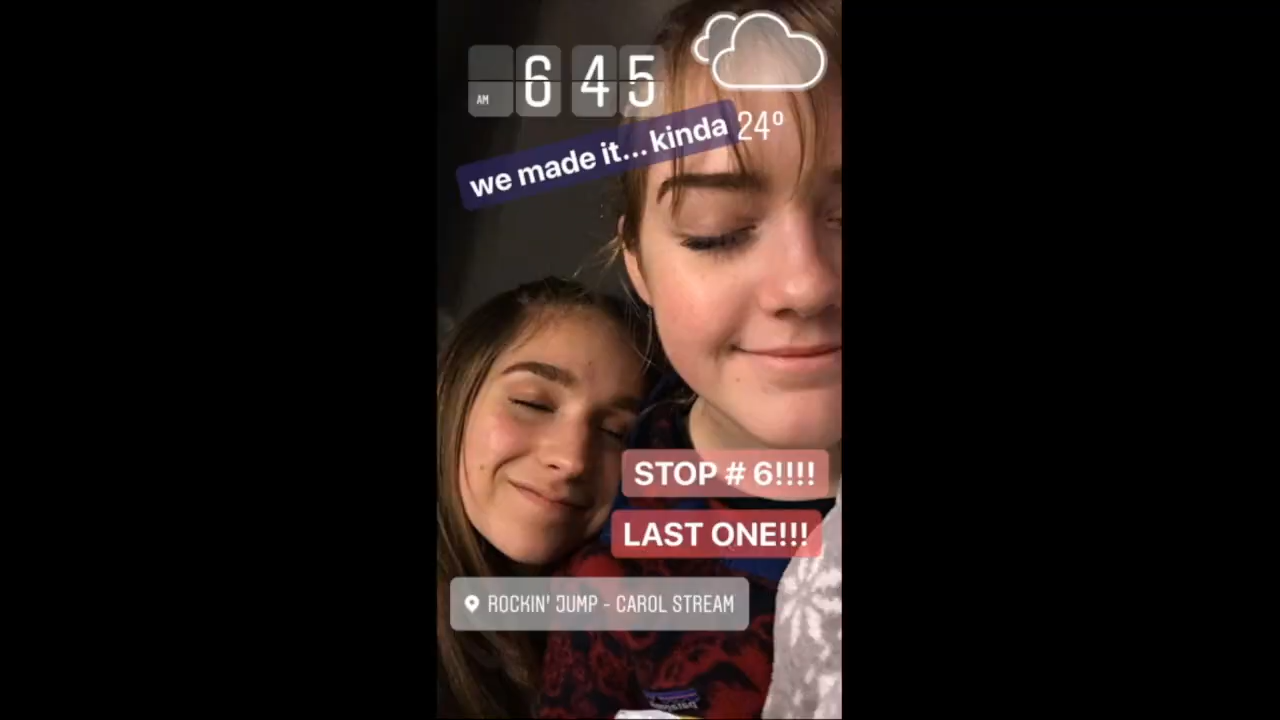 AM 6 45
24°
we made it... kinda
STOP # 6!!!!
LAST ONE!!!
ROCKIN' JUMP - CAROL STREAM